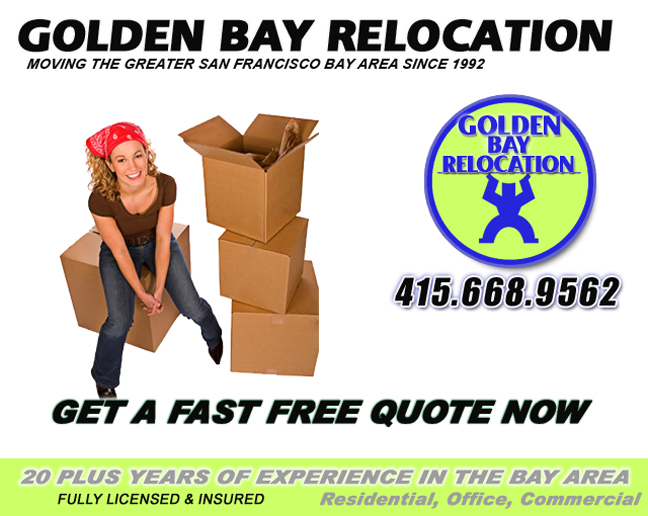 GOLDEN BAY RELOCATION
MOVING THE GREATER SAN FRANCISCO BAY AREA SINCE 1992
GOLDEN
BAY
RELOCATION
415.668.9562
GET A FAST FREE QUOTE NOW
20 PLUS YEARS OF EXPERIENCE IN THE BAY AREA
FULLY LICENSED & INSURED
Residential, Office, Commercial